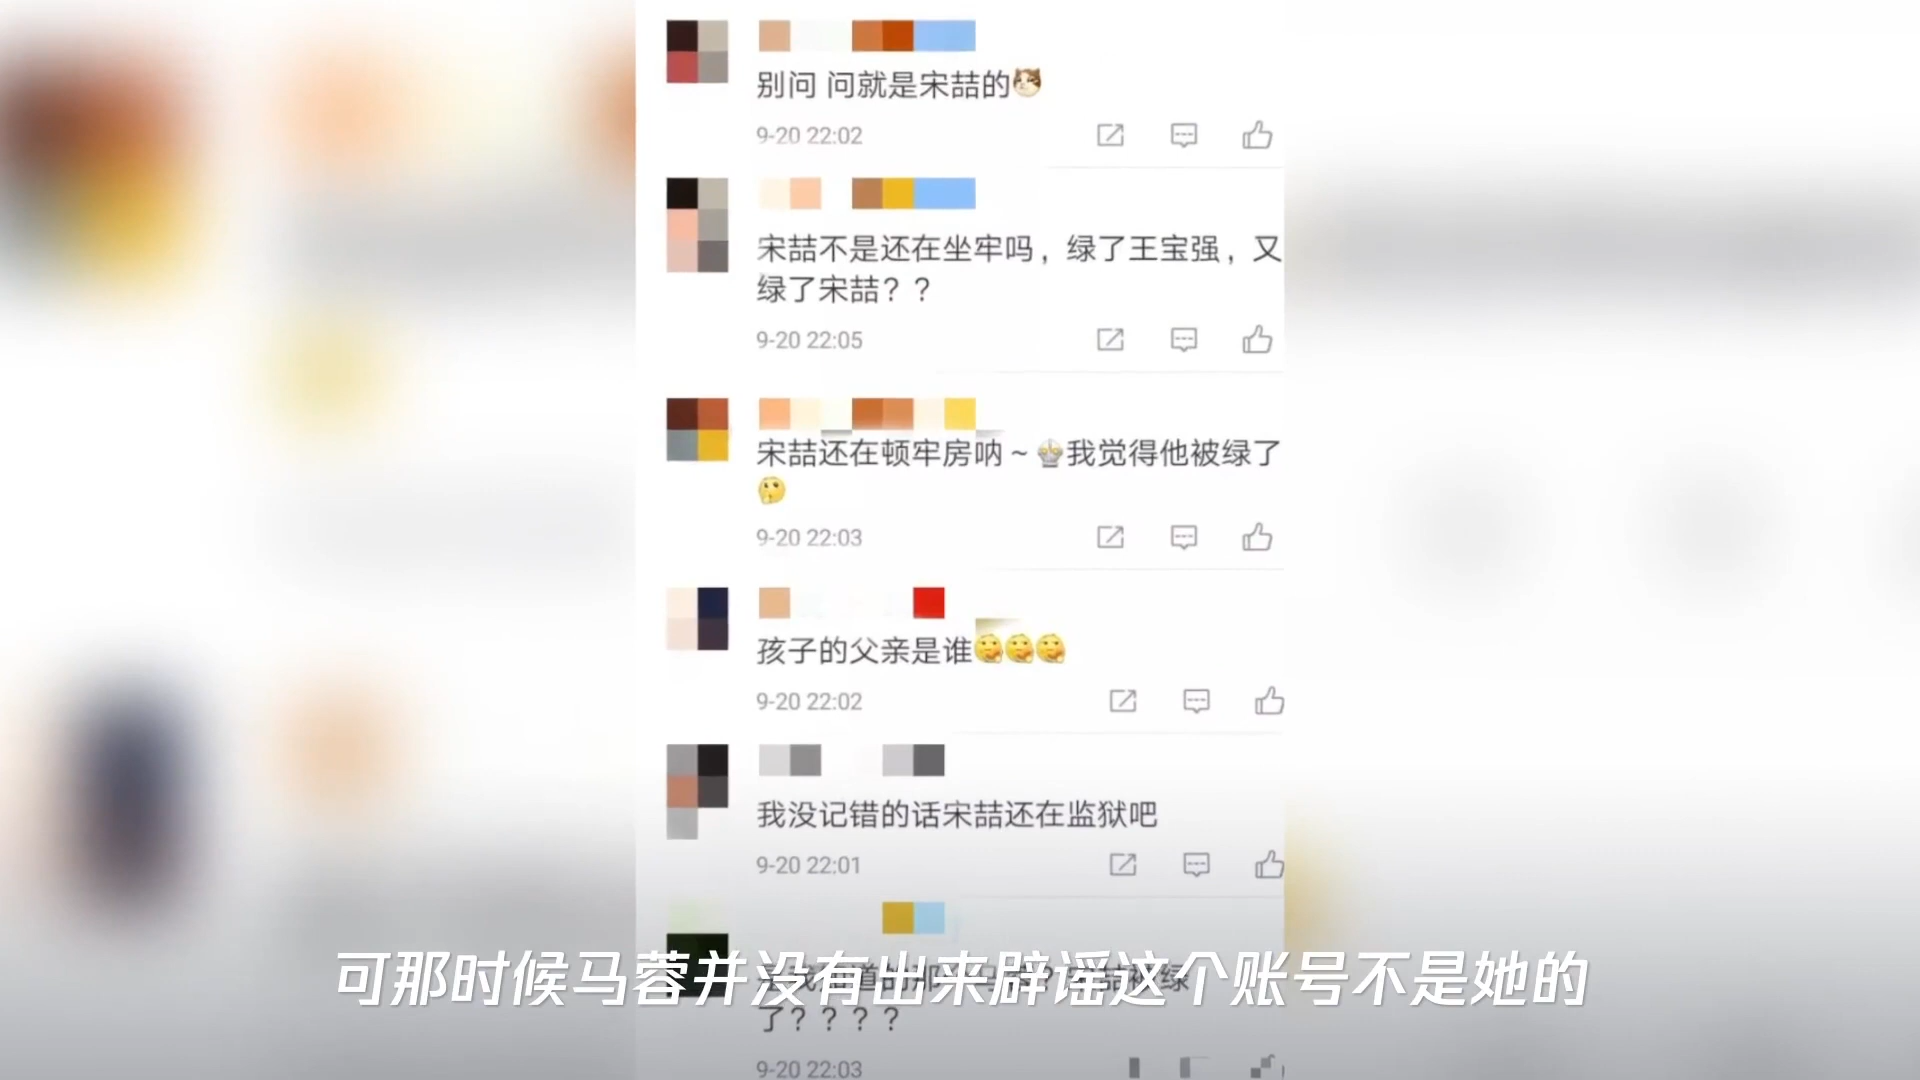 别问 问就是宋喆的
9-20 22:02
宋喆不是还在坐牢吗，绿了王宝强，又
绿了宋喆？？
9-20 22:05
宋喆还在顿牢房呐～我觉得他被绿了
9-20 22:03
孩子的父亲是谁
9-20 22:02
我没记错的话宋喆还在监狱吧
9-20 22:01
可那时候马蓉并没有出来辟谣这个账号不是她的
了？？？？
9-20 22:03